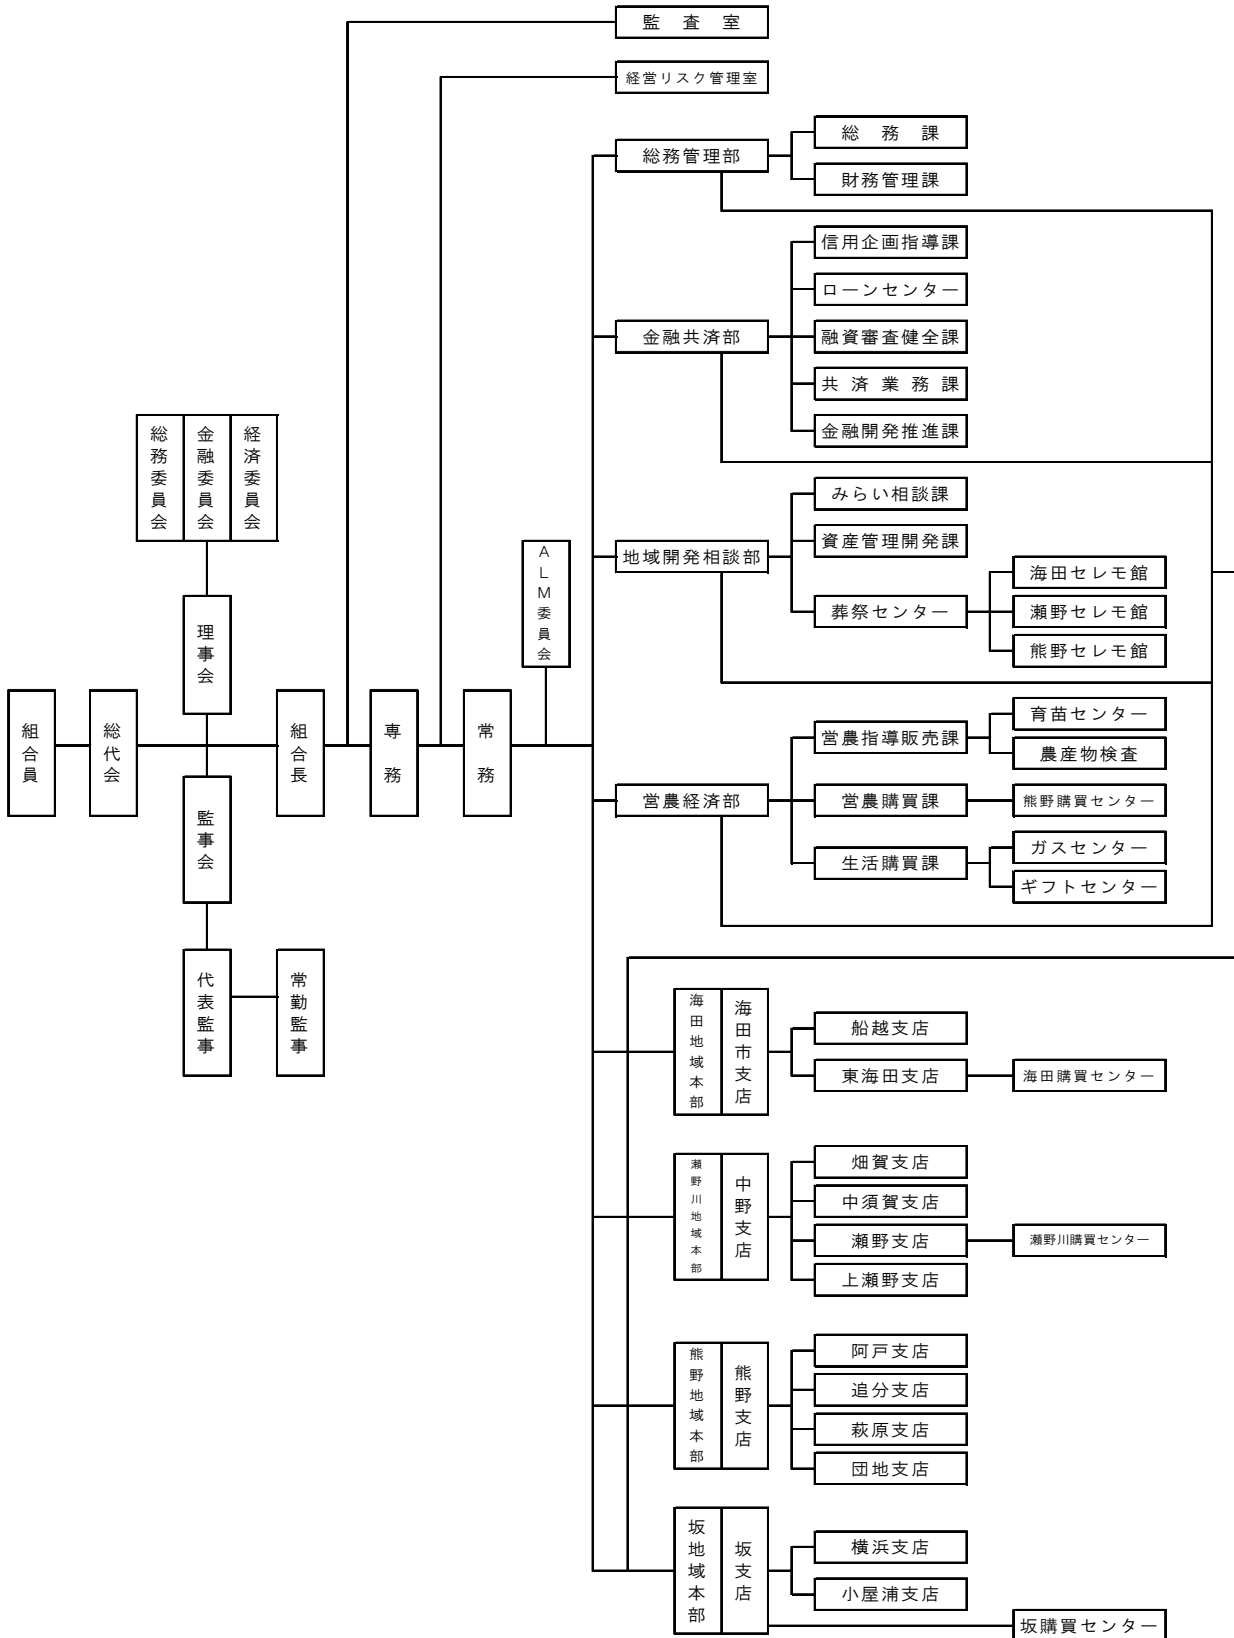 監　査　室
経営リスク管理室
総務管理部
総　務　課
財務管理課
金融共済部
信用企画指導課
ローンセンター
融資審査健全課
共済業務課
金融開発推進課
総務委員会
金融委員会
経済委員会
理事会
組合員
総代会
監事会
代表監事
常勤監事
組合長
専　務
常　務
ALM委員会
地域開発相談部
みらい相談課
資産管理開発課
葬祭センター
海田セレモ館
瀬野セレモ館
熊野セレモ館
営農経済部
営農指導販売課
育苗センター
農産物検査
営農購買課
熊野購買センター
生活購買課
ガスセンター
ギフトセンター
海田地域本部
海田市支店
船越支店
東海田支店
海田購買センター
瀬野川地域本部
中野支店
畑賀支店
中須賀支店
瀬野支店
瀬野川購買センター
上瀬野支店
熊野地域本部
熊野支店
阿戸支店
追分支店
萩原支店
団地支店
坂地域本部
坂支店
横浜支店
小屋浦支店
坂購買センター